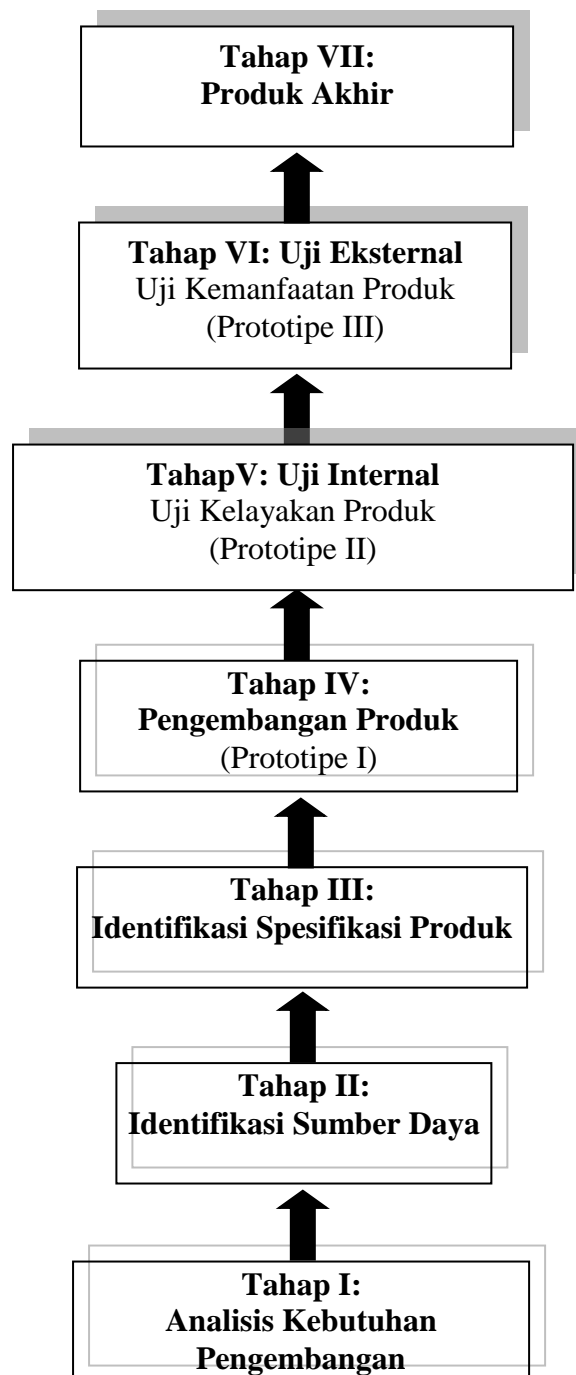 Tahap VII:
Produk Akhir
Tahap VI: Uji Eksternal
Uji Kemanfaatan Produk
(Prototipe III)
TahapV: Uji Internal
Uji Kelayakan Produk
(Prototipe II)
Tahap IV:
Pengembangan Produk
(Prototipe I)
Tahap III:
Identifikasi Spesifikasi Produk
Tahap II:
Identifikasi Sumber Daya
Tahap I:
Analisis Kebutuhan
Pengembangan